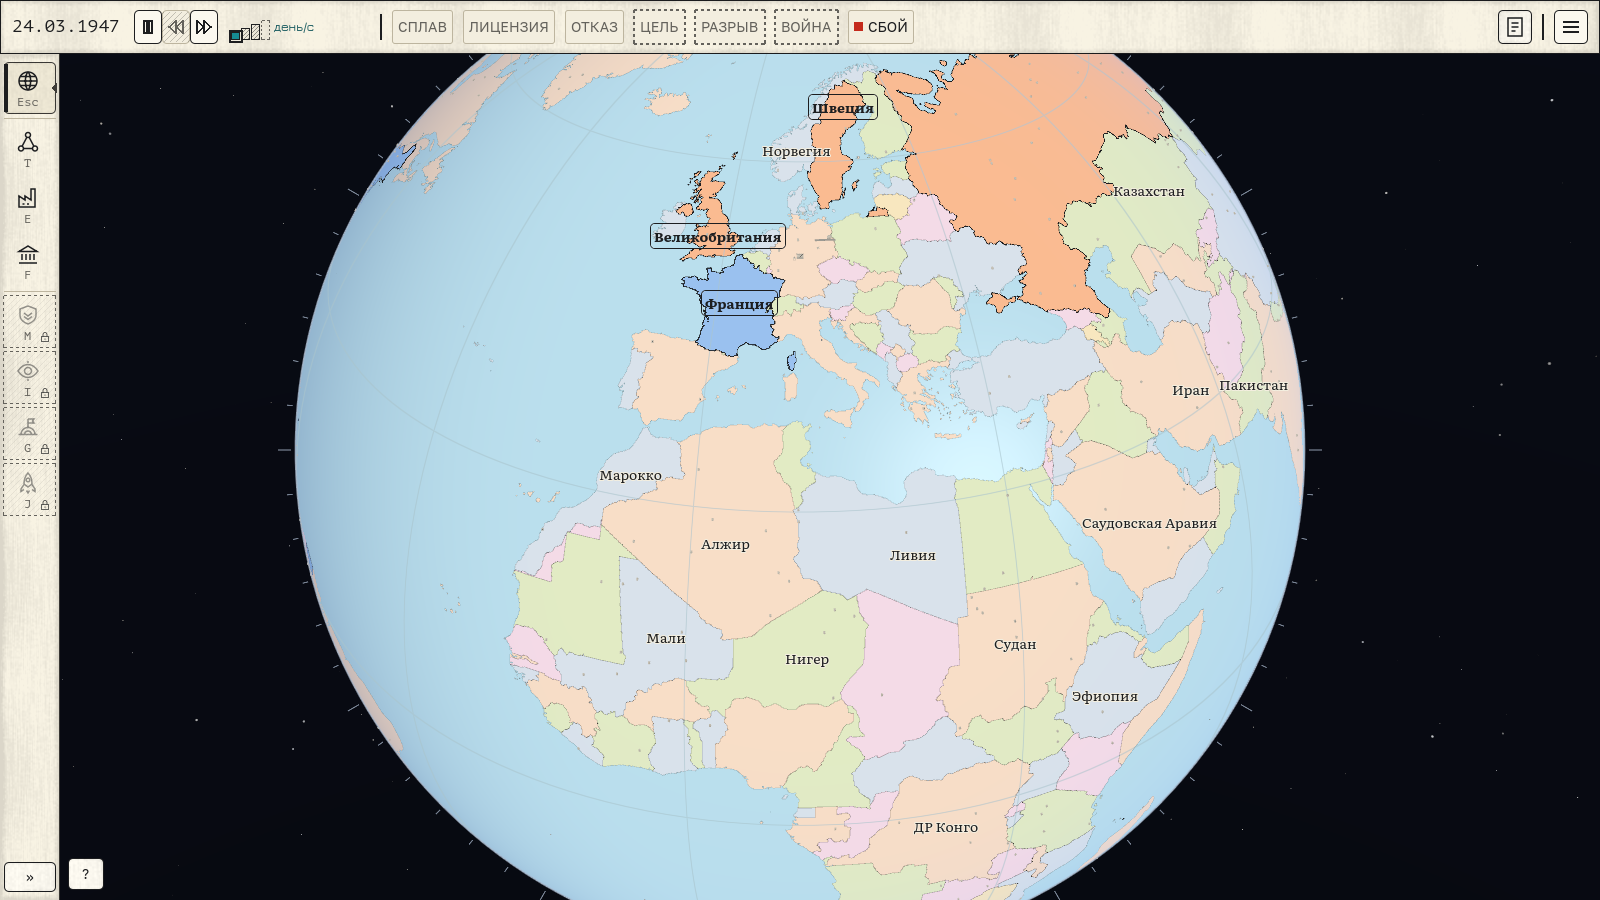 24.03.1947
день/с
СПЛАВ
ЛИЦЕНЗИЯ
ОТКАЗ
ЦЕЛЬ
РАЗРЫВ
ВОЙНА
СБОЙ
Esc
T
E
F
M
I
G
J
»
?
Швеция
Норвегия
Казахстан
Великобритания
Франция
Иран
Пакистан
Марокко
Саудовская Аравия
Алжир
Ливия
Мали
Судан
Нигер
Эфиопия
ДР Конго